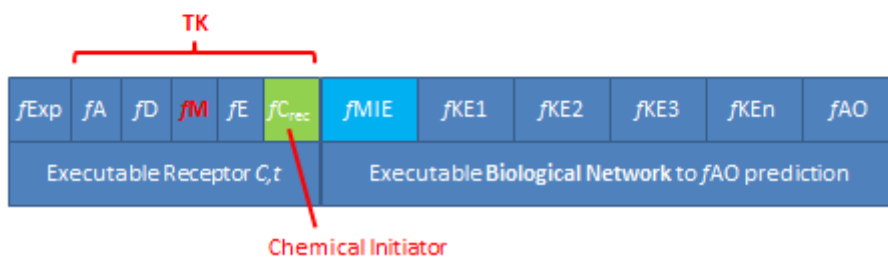 TK
fExp fA fD fM fE fCrec fMIE fKE1 fKE2 fKE3 fKEn fAO
Executable Receptor C,t Executable Biological Network to fAO prediction
Chemical Initiator